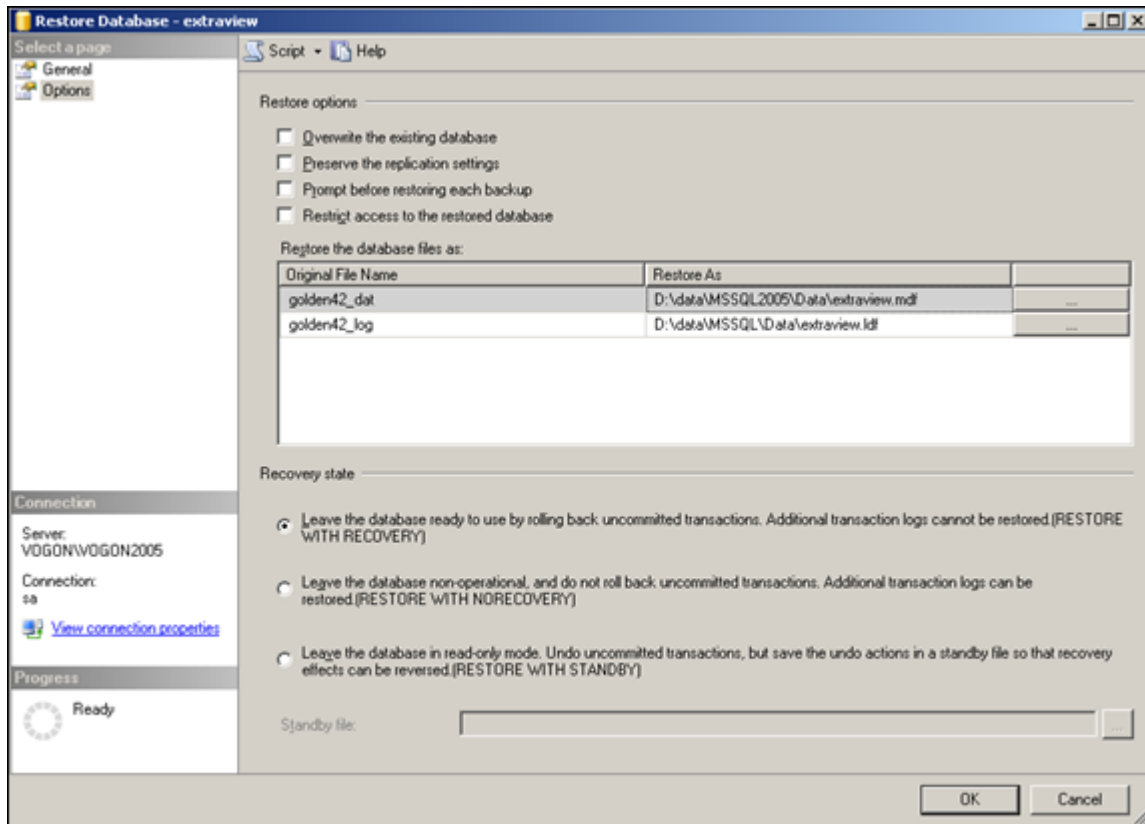 Restore Database - extraview
Select a page
General
Options
Script
Help
Restore options
Overwrite the existing database
Preserve the replication settings
Prompt before restoring each backup
Restrict access to the restored database
Restore the database files as:
Original File Name
Restore As
golden42_dat
D:\data\MSSQL2005\Data\extraview.mdf
...
golden42_log
D:\data\MSSQL\Data\extraview.ldf
...
Recovery state
Leave the database ready to use by rolling back uncommitted transactions. Additional transaction logs cannot be restored.(RESTORE
WITH RECOVERY)
Leave the database non-operational, and do not roll back uncommitted transactions. Additional transaction logs can be
restored.(RESTORE WITH NORECOVERY)
Leave the database in read-only mode. Undo uncommitted transactions, but save the undo actions in a standby file so that recovery
effects can be reversed.(RESTORE WITH STANDBY)
Standby file:
...
Connection
Server:
VOGON\VOGON2005
Connection:
sa
View connection properties
Progress
Ready
OK
Cancel